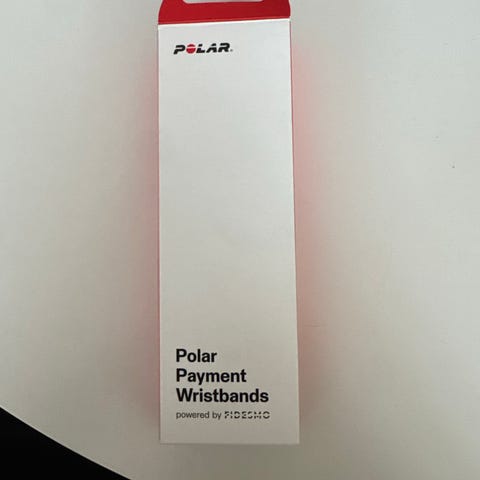 POLAR®
Polar
Payment
Wristbands
powered by FIDESMO